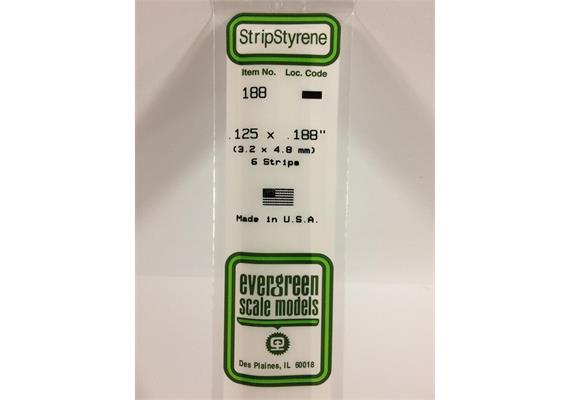 StripStyrene
Item No. Loc. Code
188
.125 x .188"
(3.2 x 4.8 mm)
6 Strips
Made in U.S.A.
evergreen
scale models
Des Plaines, IL 60018